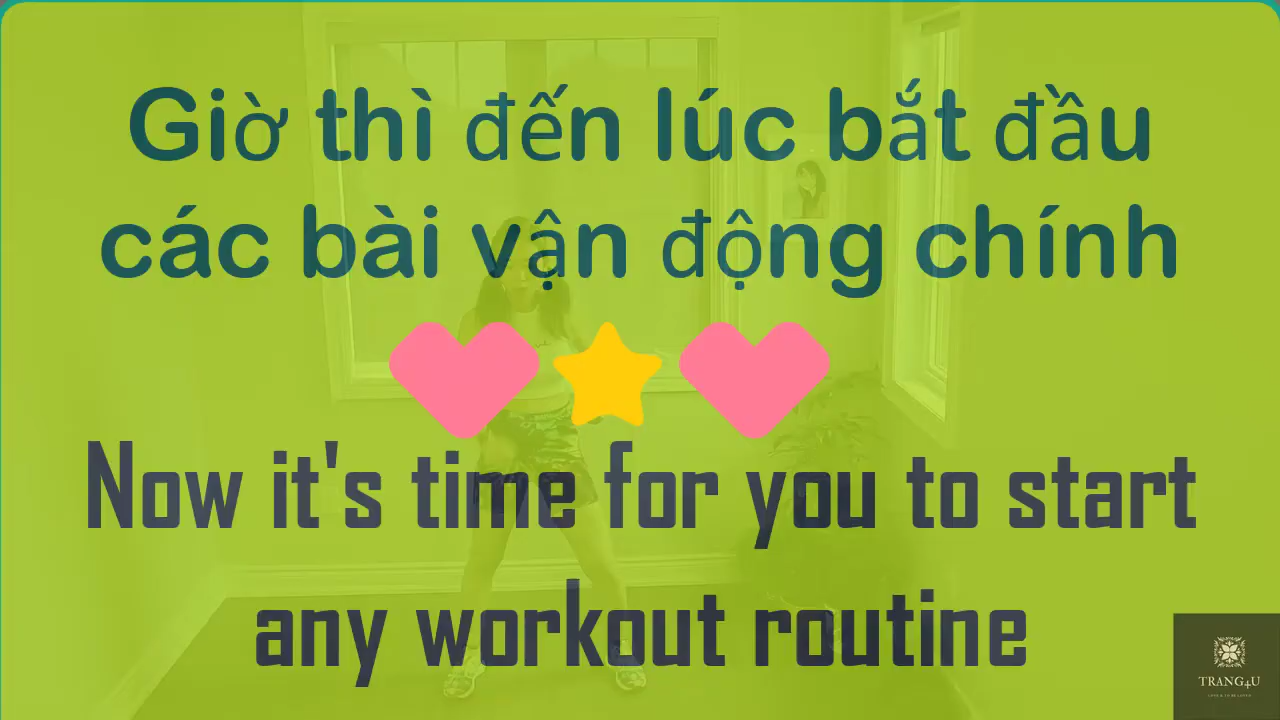 Giờ thì đến lúc bắt đầu
các bài vận động chính
Now it's time for you to start
any workout routine
TRANG4U